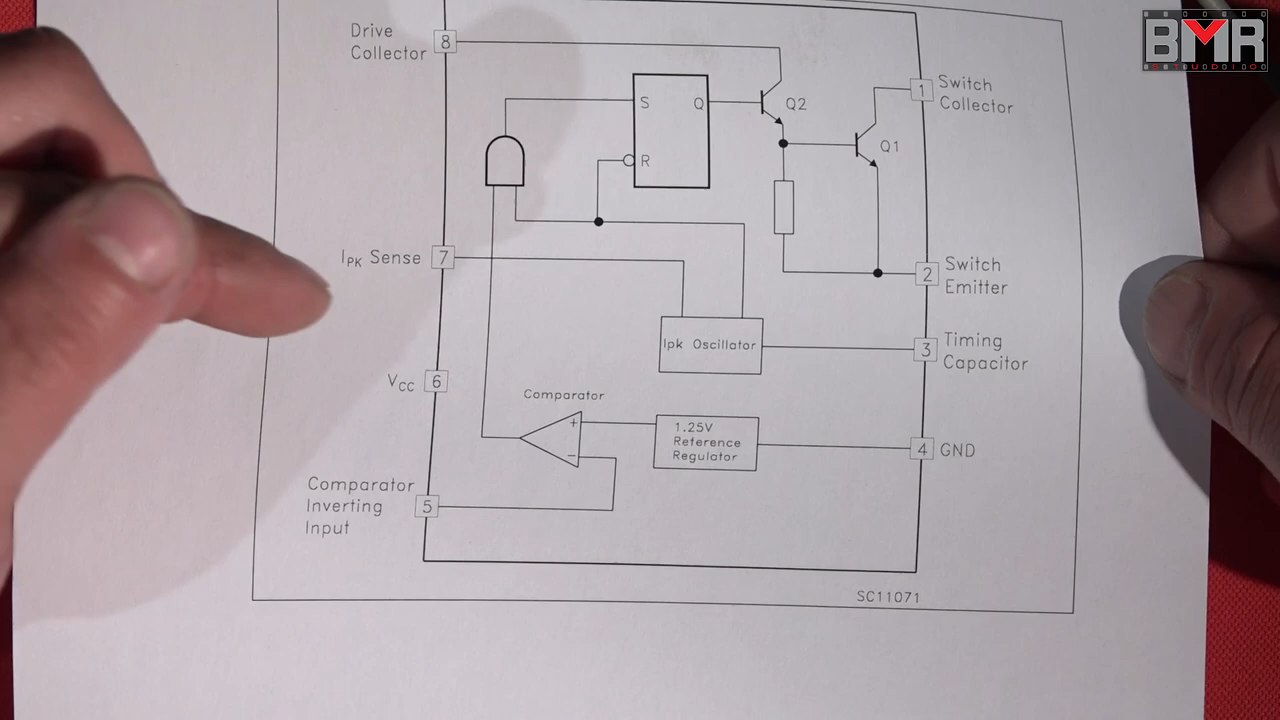 BMR
STUDIO
Drive
Collector
8
S
Q
Q2
1
Switch
Collector
R
Q1
IPK Sense
7
2
Switch
Emitter
Ipk Oscillator
3
Timing
Capacitor
VCC
6
Comparator
+
−
1.25V
Reference
Regulator
4
GND
Comparator
Inverting
Input
5
SC11071